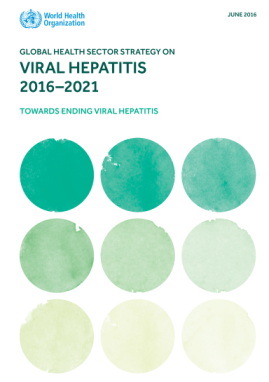 World Health
Organization
JUNE 2016
GLOBAL HEALTH SECTOR STRATEGY ON
VIRAL HEPATITIS
2016–2021
TOWARDS ENDING VIRAL HEPATITIS